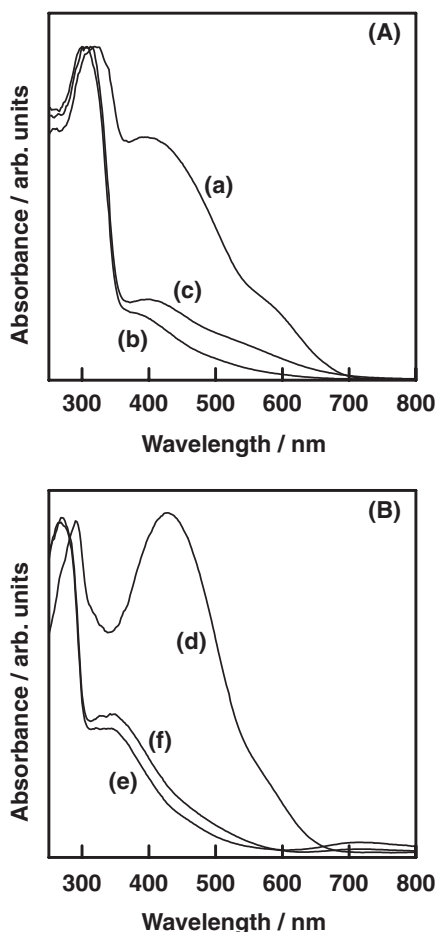 (A)
Absorbance / arb. units
(a)
(c)
(b)
300 400 500 600 700 800
Wavelength / nm
(B)
Absorbance / arb. units
(d)
(f)
(e)
300 400 500 600 700 800
Wavelength / nm